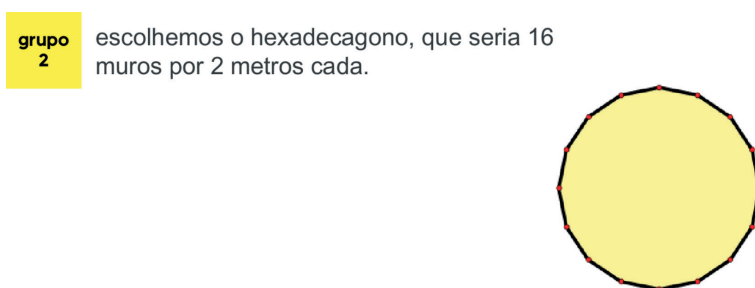 grupo
2
escolhemos o hexadecagono, que seria 16
muros por 2 metros cada.